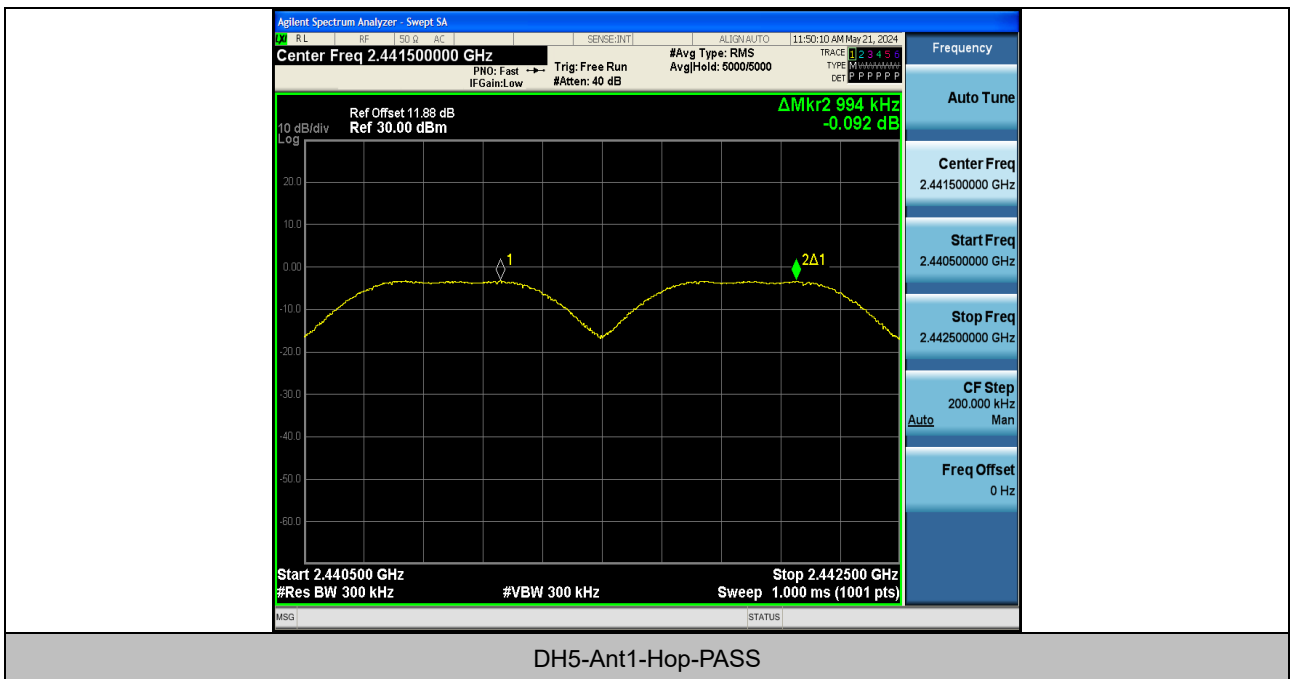 Agilent Spectrum Analyzer - Swept SA
LXI RL RF 50 Ω AC SENSE:INT ALIGN AUTO 11:50:10 AM May 21, 2024
Center Freq 2.441500000 GHz
PNO: Fast
IFGain:Low
Trig: Free Run
#Atten: 40 dB
#Avg Type: RMS
Avg|Hold: 5000/5000
TRACE 1 2 3 4 5 6
TYPE M
DET P P P P P P
Frequency
ΔMkr2 994 kHz
-0.092 dB
Ref Offset 11.88 dB
10 dB/div Ref 30.00 dBm
Log
20.0
10.0
0.00
-10.0
-20.0
-30.0
-40.0
-50.0
-60.0
1
2Δ1
Start 2.440500 GHz Stop 2.442500 GHz
#Res BW 300 kHz #VBW 300 kHz Sweep 1.000 ms (1001 pts)
MSG STATUS
Auto Tune
Center Freq
2.441500000 GHz
Start Freq
2.440500000 GHz
Stop Freq
2.442500000 GHz
CF Step
200.000 kHz
Auto Man
Freq Offset
0 Hz
DH5-Ant1-Hop-PASS